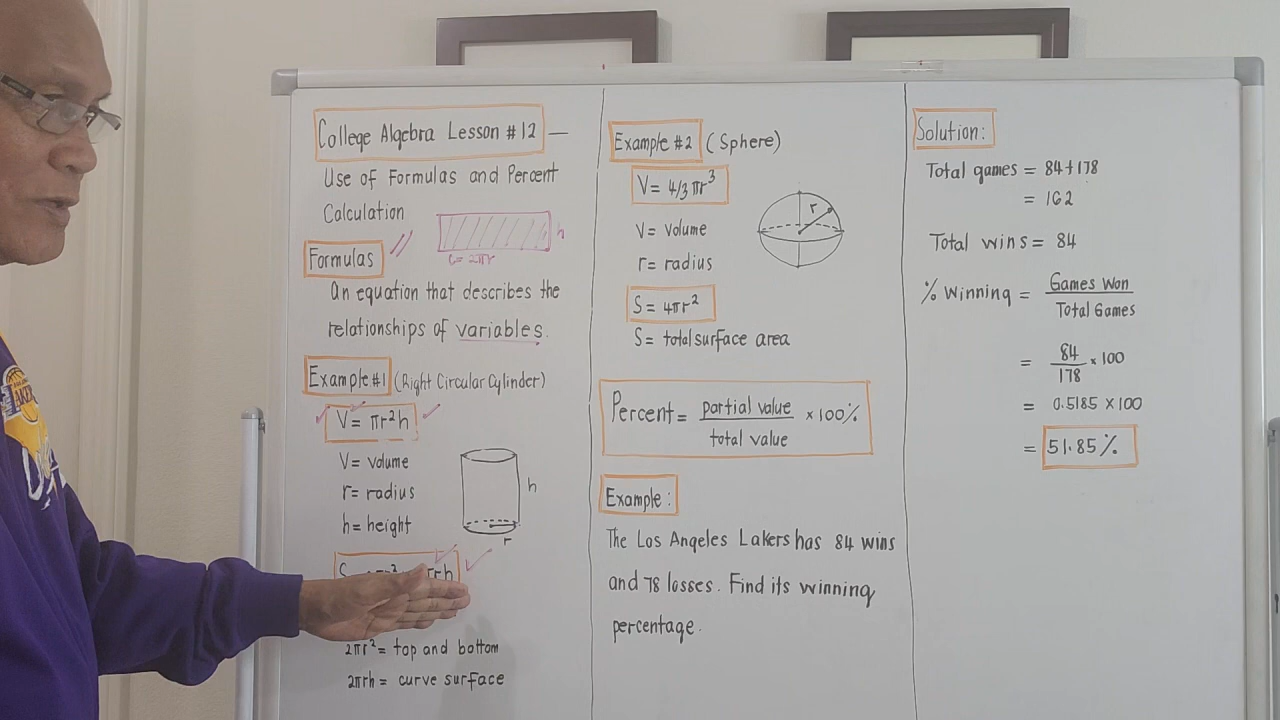 College Algebra Lesson #12 —
Use of Formulas and Percent
Calculation
h
C = 2πr
Formulas
An equation that describes the
relationships of variables.
Example #1 (Right Circular Cylinder)
V = πr²h
V = volume
r = radius
h = height
h
r
S
2πr² = top and bottom
2πrh = curve surface
Example #2 (Sphere)
V = 4/3 πr³
V = volume
r = radius
r
S = 4πr²
S = total surface area
Percent = partial value / total value × 100%
Example:
The Los Angeles Lakers has 84 wins
and 78 losses. Find its winning
percentage.
Solution:
Total games = 84+178
= 162
Total wins = 84
% Winning = Games Won / Total Games
= 84 / 178 × 100
= 0.5185 × 100
= 51.85%